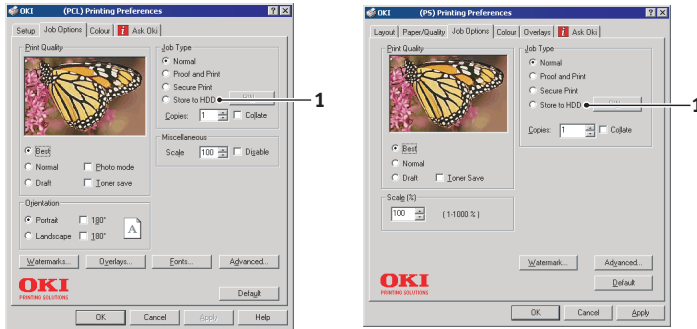 OKI (PCL) Printing Preferences
Setup Job Options Colour Ask Oki
Print Quality
Best
Normal Photo mode
Draft Toner save
Orientation
Portrait 180°
Landscape 180°
A
Job Type
Normal
Proof and Print
Secure Print
Store to HDD
1
Copies: 1 Collate
Miscellaneous
Scale 100 Disable
Watermarks... Overlays... Fonts... Advanced...
OKI
PRINTING SOLUTIONS
Default
OK Cancel Apply Help
OKI (PS) Printing Preferences
Layout Paper/Quality Job Options Colour Overlays Ask Oki
Print Quality
Best
Normal
Draft Toner Save
Scale (%)
100 (1-1000 %)
Job Type
Normal
Proof and Print
Secure Print
Store to HDD
1
Copies: 1 Collate
Watermark... Advanced...
OKI
PRINTING SOLUTIONS
Default
OK Cancel Apply